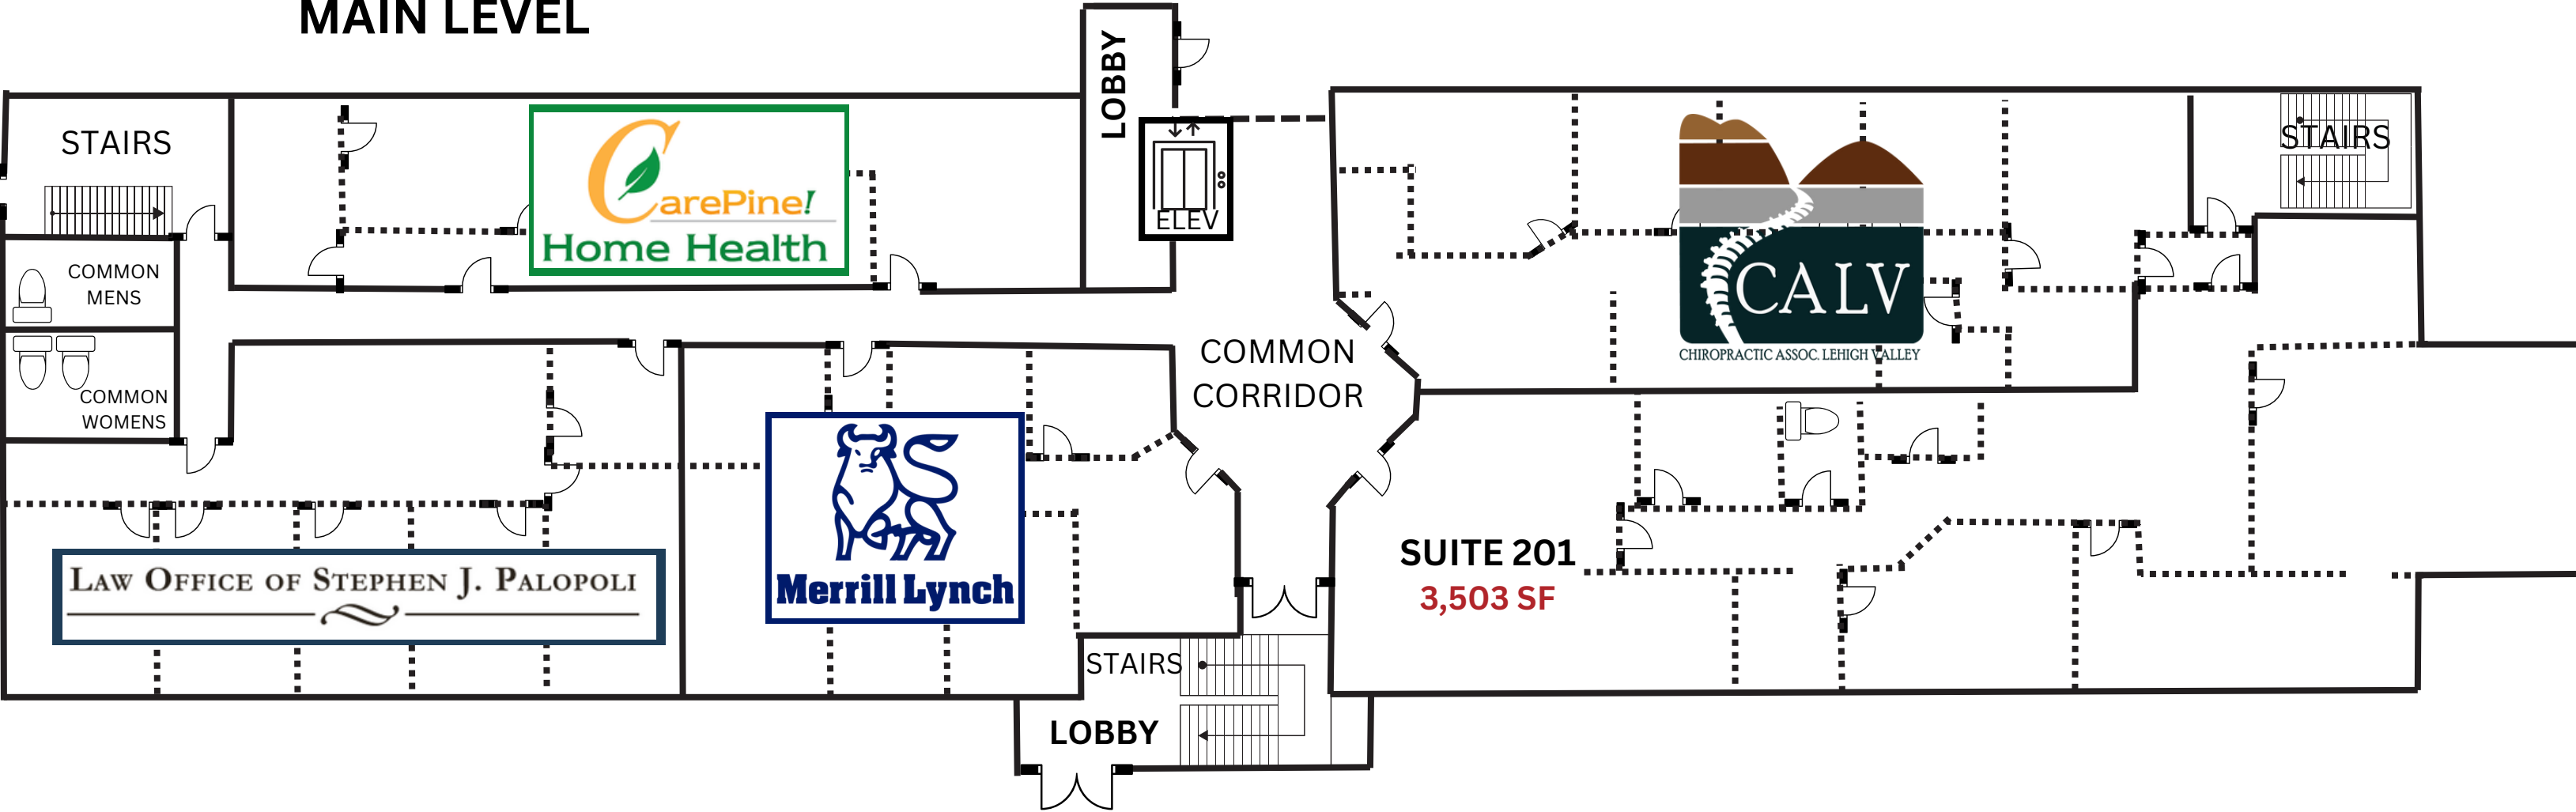 MAIN LEVEL
LOBBY
STAIRS
CarePine!
Home Health
ELEV
STAIRS
COMMON
MENS
COMMON
WOMENS
COMMON
CORRIDOR
CALV
CHIROPRACTIC ASSOC. LEHIGH VALLEY
LAW OFFICE OF STEPHEN J. PALOPOLI
Merrill Lynch
SUITE 201
3,503 SF
STAIRS
LOBBY